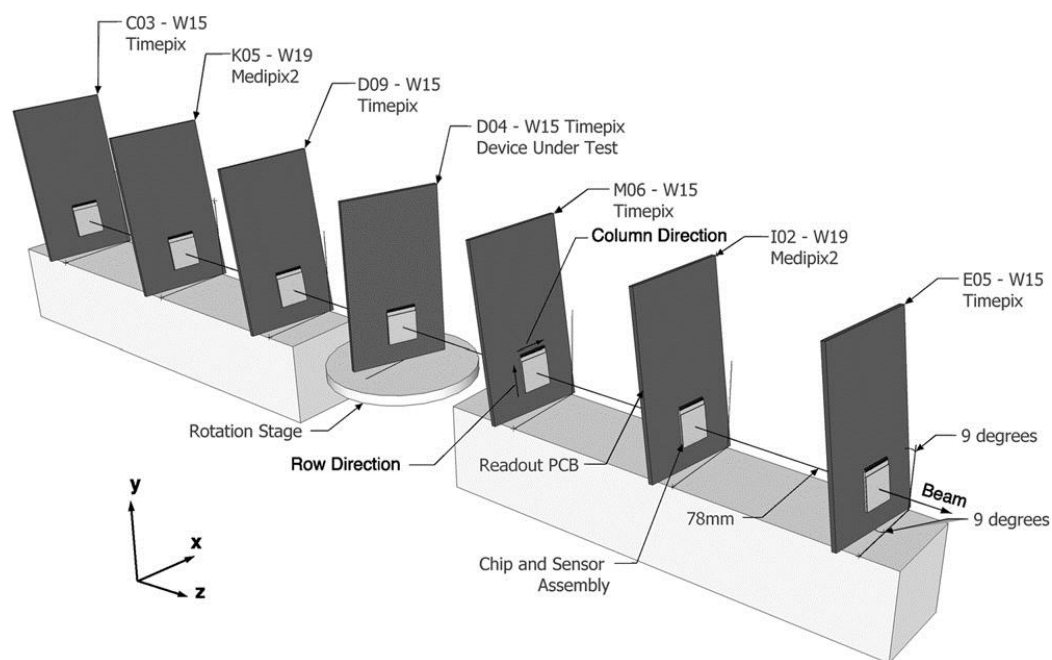 C03 - W15
Timepix
K05 - W19
Medipix2
D09 - W15
Timepix
D04 - W15 Timepix
Device Under Test
M06 - W15
Timepix
Column Direction
I02 - W19
Medipix2
E05 - W15
Timepix
Rotation Stage
Row Direction
Readout PCB
9 degrees
Beam
78mm
9 degrees
Chip and Sensor
Assembly
y
x
z